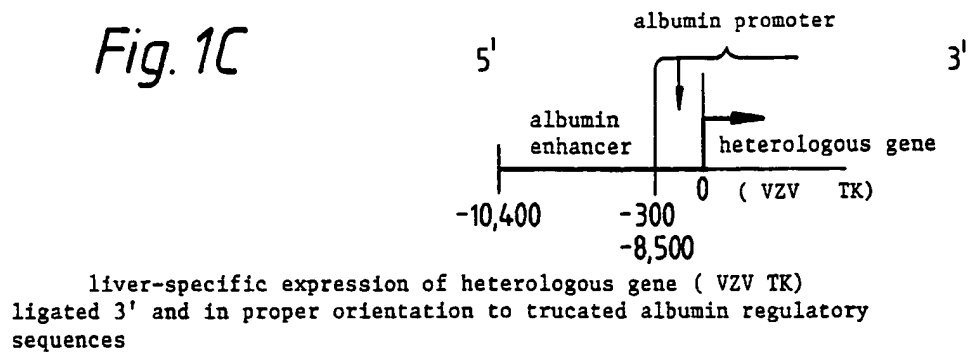 Fig. 1C
albumin promoter
5'
3'
albumin
enhancer
heterologous gene
0
( VZV TK)
-10,400
-300
-8,500
liver-specific expression of heterologous gene ( VZV TK)
ligated 3' and in proper orientation to trucated albumin regulatory
sequences